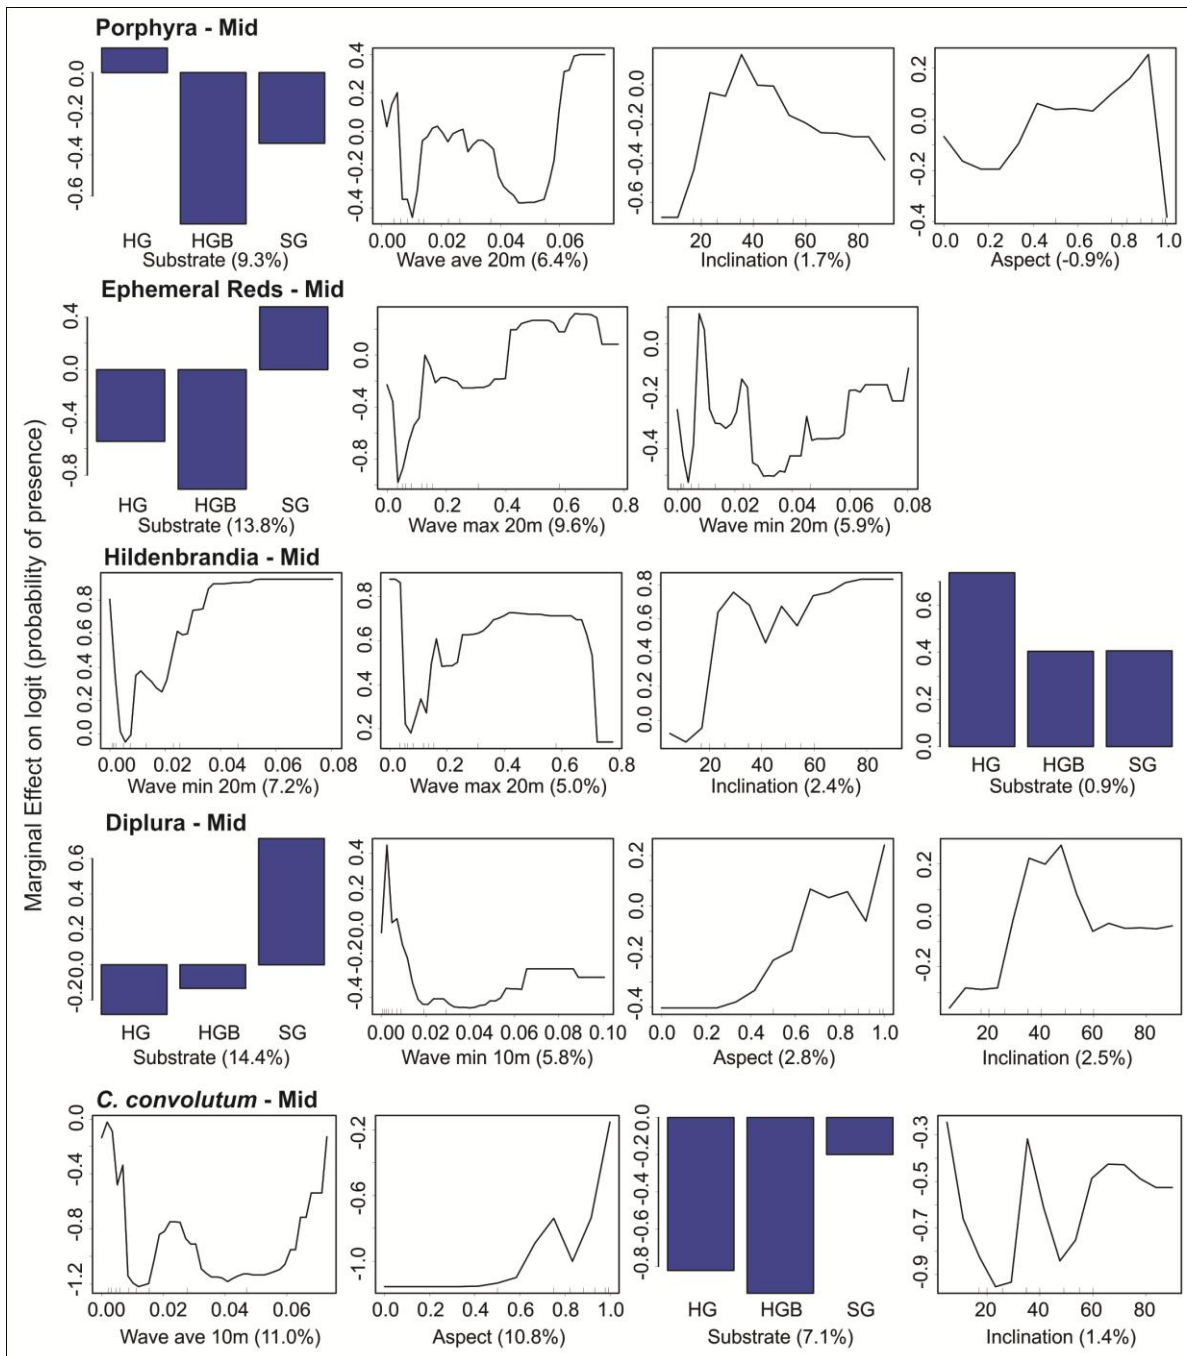 Marginal Effect on logit (probability of presence)
Porphyra - Mid
-0.6 -0.4 -0.2 0.0
HG HGB SG
Substrate (9.3%)
-0.4 -0.2 0.0 0.2 0.4
0.00 0.02 0.04 0.06
Wave ave 20m (6.4%)
-0.6 -0.4 -0.2 0.0
20 40 60 80
Inclination (1.7%)
-0.4 -0.2 0.0 0.2
0.0 0.2 0.4 0.6 0.8 1.0
Aspect (-0.9%)
Ephemeral Reds - Mid
-0.8 -0.4 0.0 0.4
HG HGB SG
Substrate (13.8%)
-0.8 -0.4 0.0
0.0 0.2 0.4 0.6 0.8
Wave max 20m (9.6%)
-0.4 -0.2 0.0
0.00 0.02 0.04 0.06 0.08
Wave min 20m (5.9%)
Hildenbrandia - Mid
0.0 0.2 0.4 0.6 0.8
0.00 0.02 0.04 0.06 0.08
Wave min 20m (7.2%)
0.2 0.4 0.6 0.8
0.0 0.2 0.4 0.6 0.8
Wave max 20m (5.0%)
0.0 0.2 0.4 0.6 0.8
20 40 60 80
Inclination (2.4%)
0.0 0.2 0.4 0.6
HG HGB SG
Substrate (0.9%)
Diplura - Mid
-0.2 0.0 0.2 0.4 0.6
HG HGB SG
Substrate (14.4%)
-0.4 -0.2 0.0 0.2 0.4
0.00 0.02 0.04 0.06 0.08 0.10
Wave min 10m (5.8%)
-0.4 -0.2 0.0 0.2
0.0 0.2 0.4 0.6 0.8 1.0
Aspect (2.8%)
-0.2 0.0 0.2
20 40 60 80
Inclination (2.5%)
C. convolutum - Mid
-1.2 -0.8 -0.4 0.0
0.00 0.02 0.04 0.06
Wave ave 10m (11.0%)
-1.0 -0.6 -0.2
0.0 0.2 0.4 0.6 0.8 1.0
Aspect (10.8%)
-0.8 -0.6 -0.4 -0.2 0.0
HG HGB SG
Substrate (7.1%)
-0.9 -0.7 -0.5 -0.3
20 40 60 80
Inclination (1.4%)